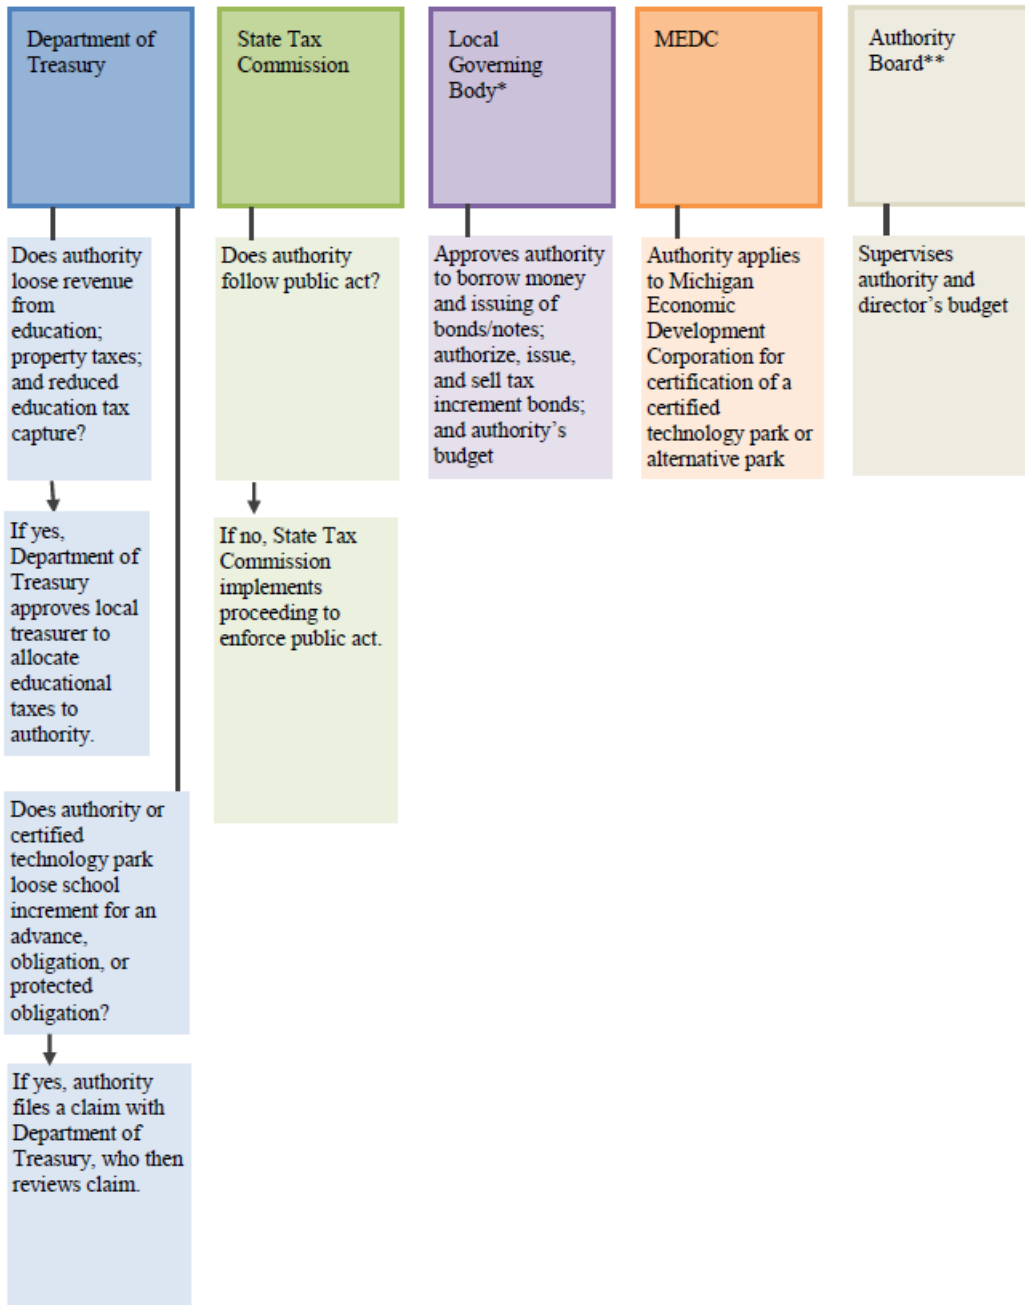 Department of
Treasury
State Tax
Commission
Local
Governing
Body*
MEDC
Authority
Board**
Does authority
loose revenue
from
education;
property taxes;
and reduced
education tax
capture?
If yes,
Department of
Treasury
approves local
treasurer to
allocate
educational
taxes to
authority.
Does authority or
certified
technology park
loose school
increment for an
advance,
obligation, or
protected
obligation?
If yes, authority
files a claim with
Department of
Treasury, who then
reviews claim.
Does authority
follow public act?
If no, State Tax
Commission
implements
proceeding to
enforce public act.
Approves authority
to borrow money
and issuing of
bonds/notes;
authorize, issue,
and sell tax
increment bonds;
and authority's
budget
Authority applies
to Michigan
Economic
Development
Corporation for
certification of a
certified
technology park or
alternative park
Supervises
authority and
director's budget